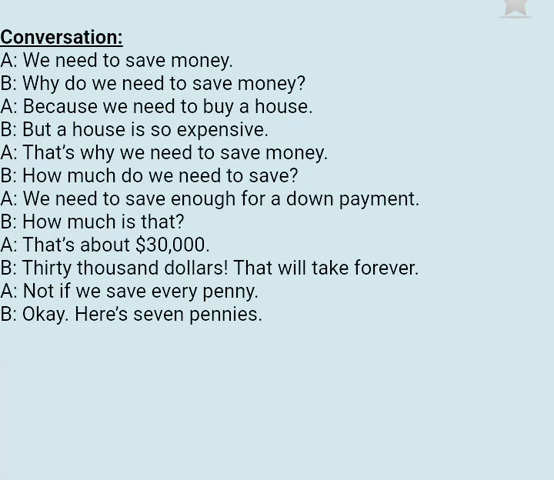 Conversation:
A: We need to save money.
B: Why do we need to save money?
A: Because we need to buy a house.
B: But a house is so expensive.
A: That’s why we need to save money.
B: How much do we need to save?
A: We need to save enough for a down payment.
B: How much is that?
A: That’s about $30,000.
B: Thirty thousand dollars! That will take forever.
A: Not if we save every penny.
B: Okay. Here’s seven pennies.